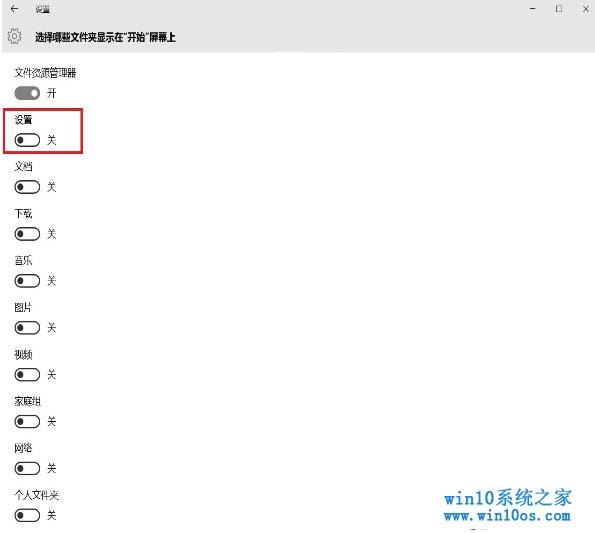 设置
选择哪些文件夹显示在“开始”屏幕上
文件资源管理器
开
设置
关
文档
关
下载
关
音乐
关
图片
关
视频
关
家庭组
关
网络
关
个人文件夹
关
win10系统之家
www.win10os.com